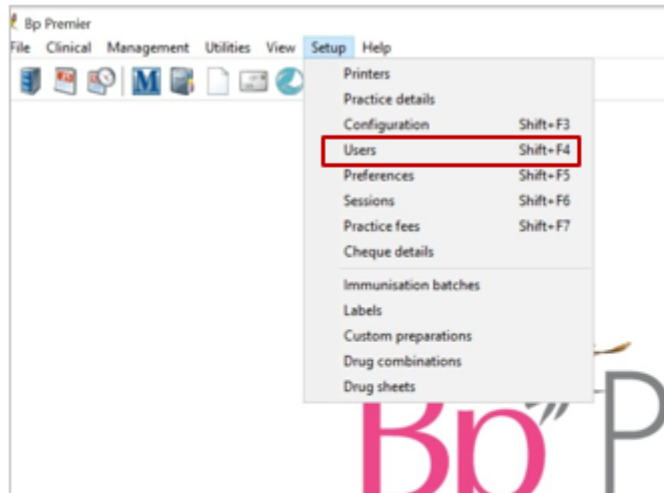 Bp Premier
File Clinical Management Utilities View Setup Help
Printers
Practice details
Configuration Shift+F3
Users Shift+F4
Preferences Shift+F5
Sessions Shift+F6
Practice fees Shift+F7
Cheque details
Immunisation batches
Labels
Custom preparations
Drug combinations
Drug sheets
Bp P